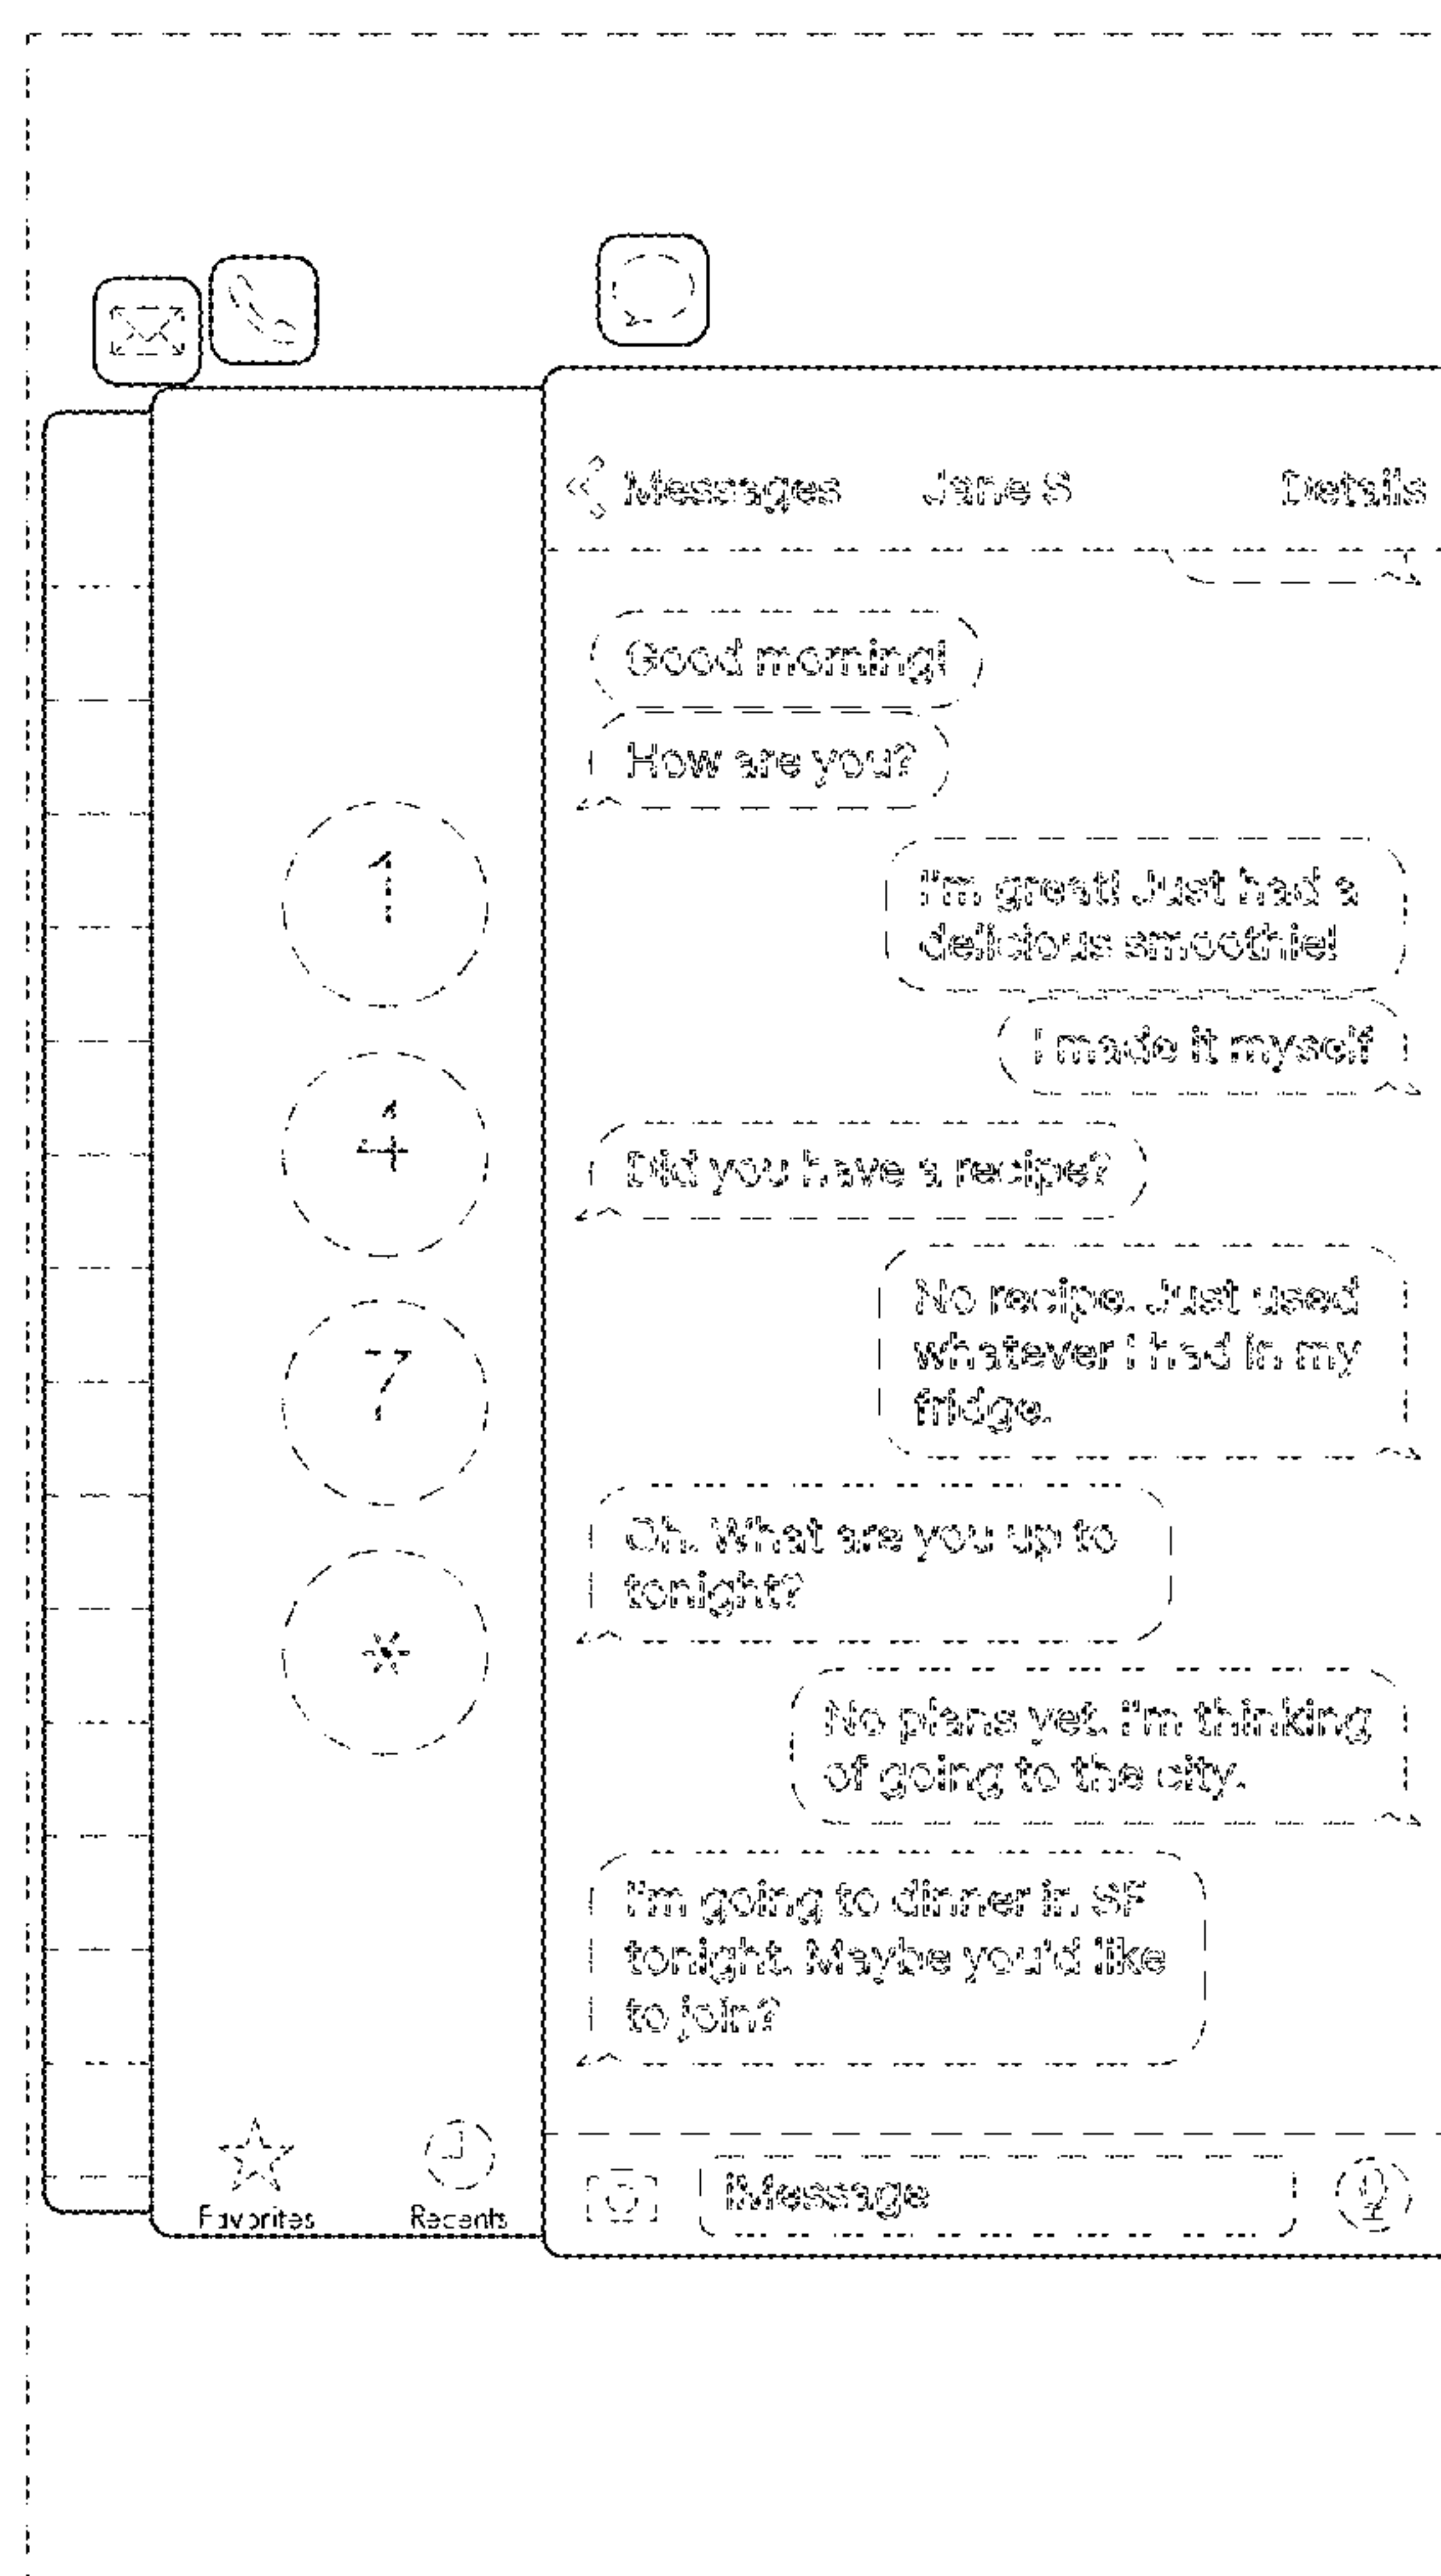 Messages Jane S Details
Good morning!
How are you?
I'm great! Just had a
delicious smoothie!
I made it myself
Did you have a recipe?
No recipe. Just used
whatever I had in my
fridge.
Oh. What are you up to
tonight?
No plans yet. I'm thinking
of going to the city.
I'm going to dinner in SF
tonight. Maybe you'd like
to join?
iMessage
1
4
7
*
Favorites Recents